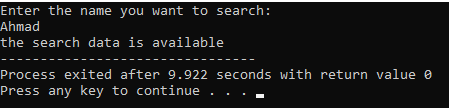 Enter the name you want to search:
Ahmad
the search data is available
--------------------------------
Process exited after 9.922 seconds with return value 0
Press any key to continue . . .